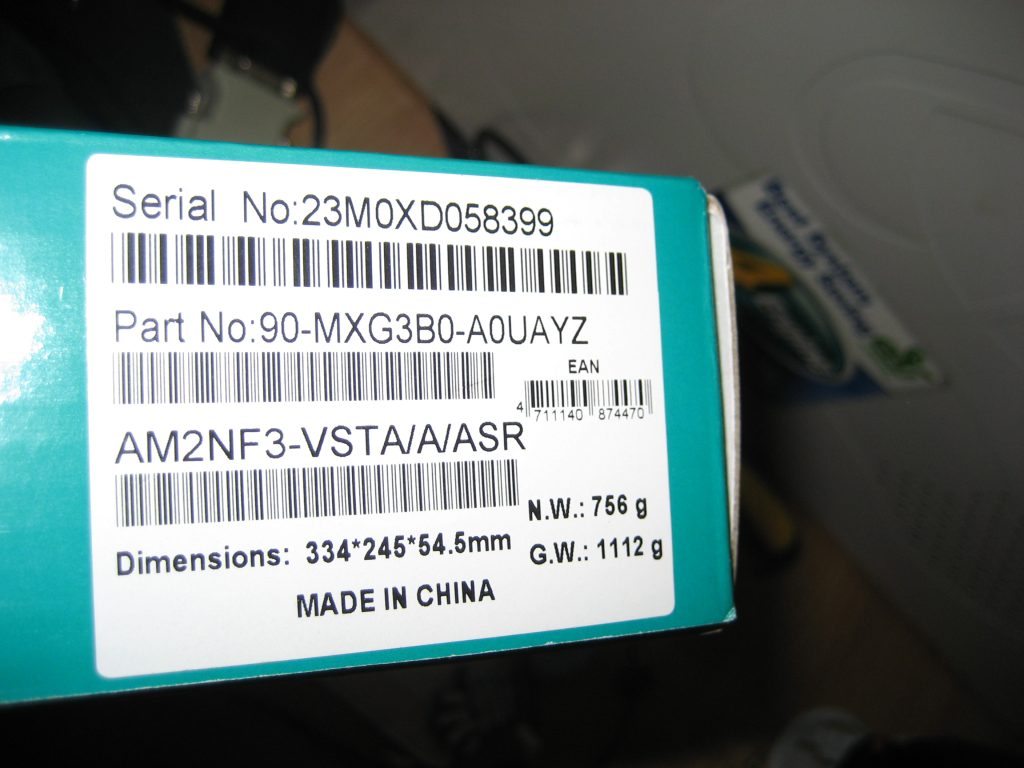 Serial No:23M0XD058399
Part No:90-MXG3B0-A0UAYZ
EAN
4 711140 874470
AM2NF3-VSTA/A/ASR
N.W.: 756 g
Dimensions: 334*245*54.5mm
G.W.: 1112 g
MADE IN CHINA